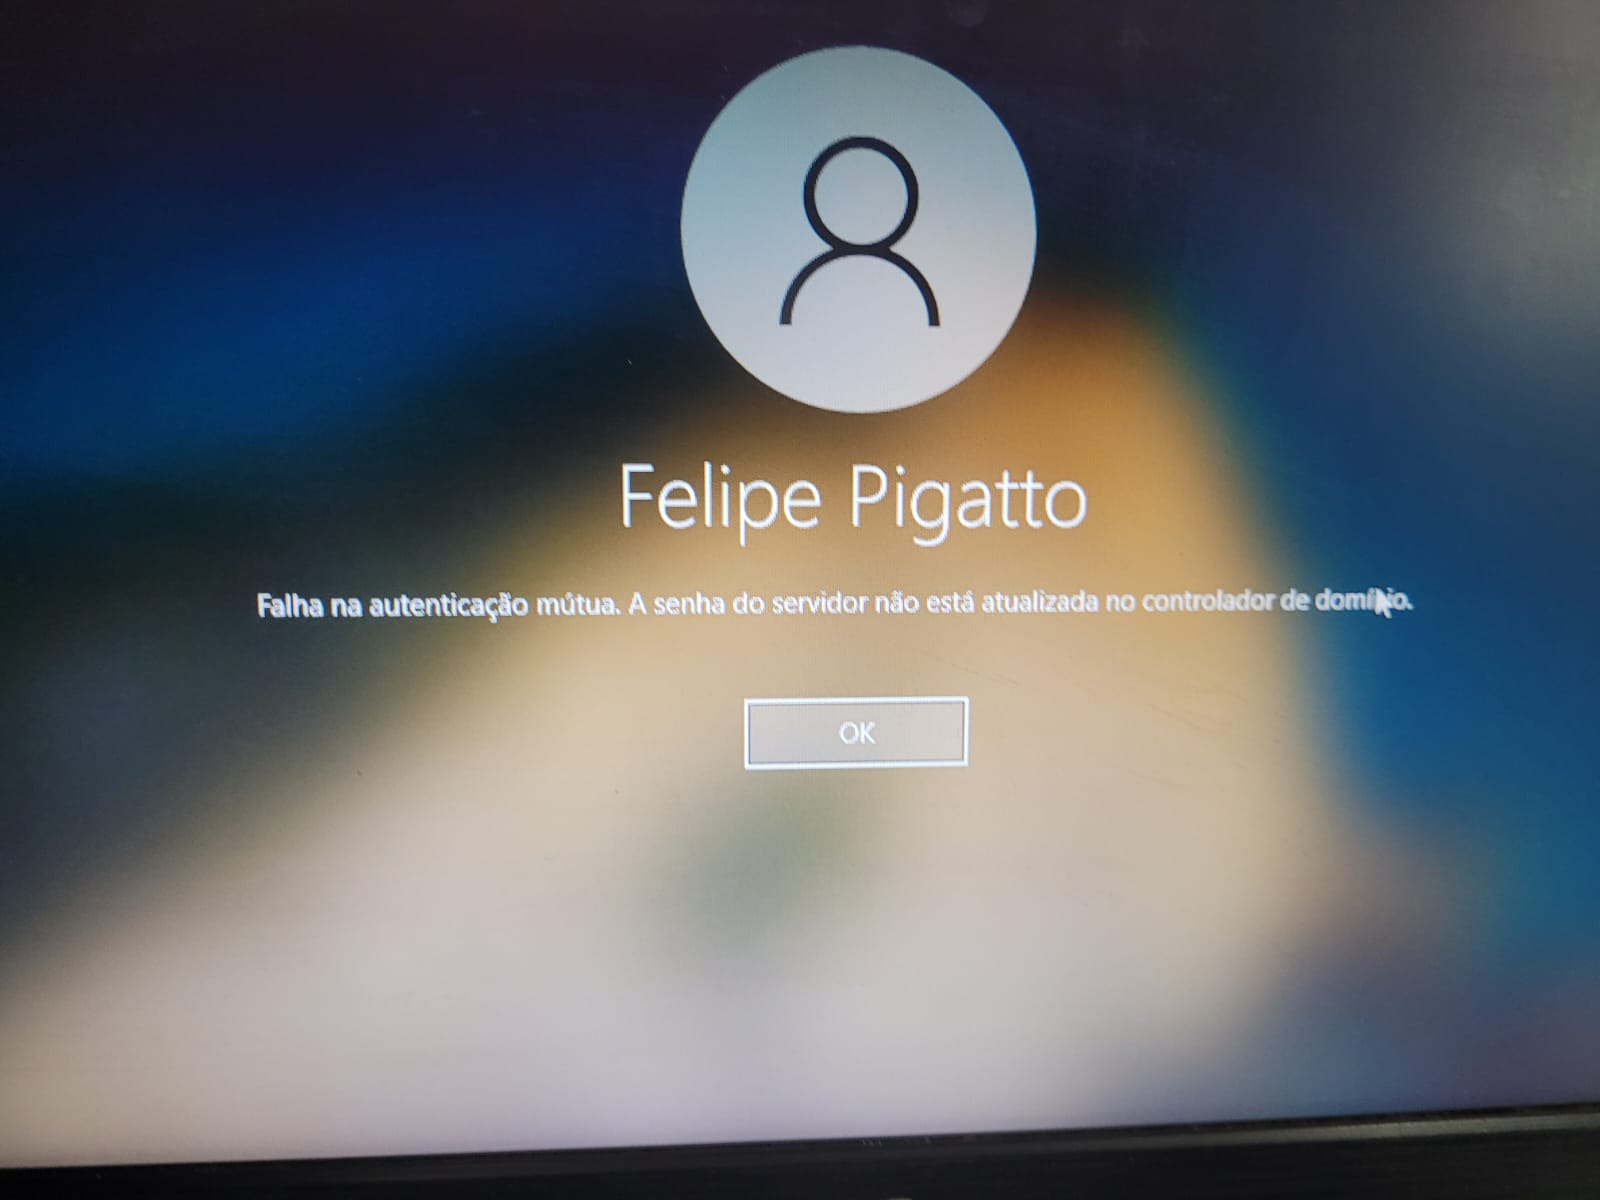 Felipe Pigatto
Falha na autenticação mútua. A senha do servidor não está atualizada no controlador de domínio.
OK